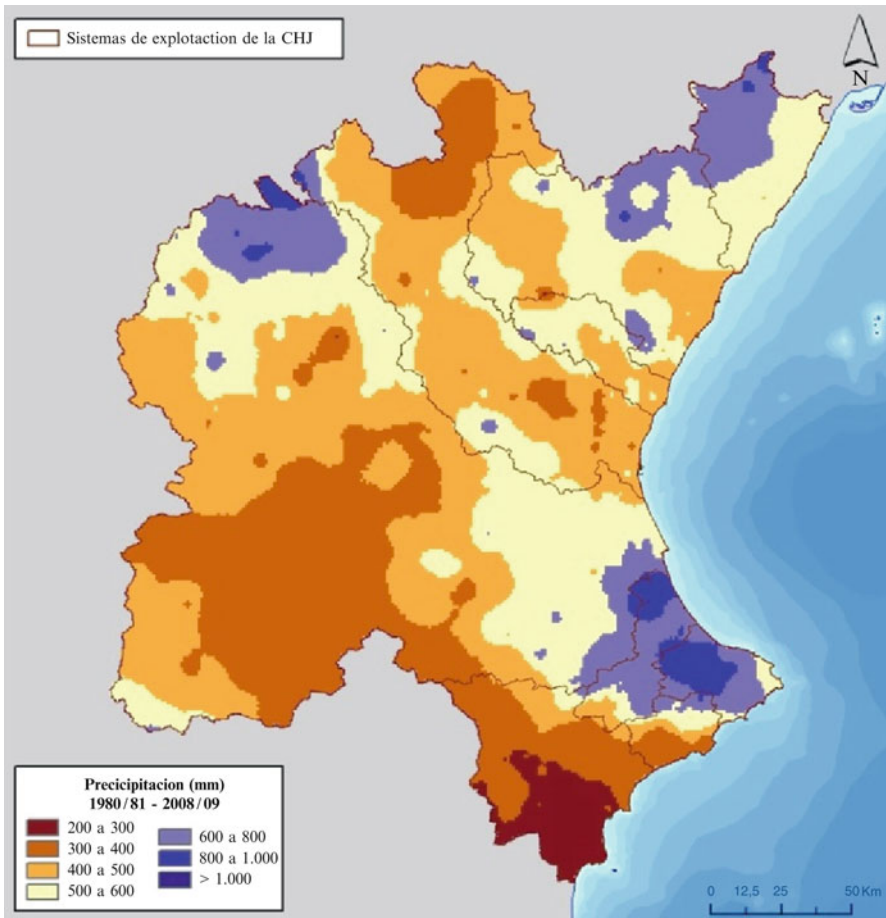 Sistemas de explotaction de la CHJ
N
Precicipitacion (mm)
1980/81 - 2008/09
200 a 300
300 a 400
400 a 500
500 a 600
600 a 800
800 a 1.000
> 1.000
0 12,5 25 50 Km